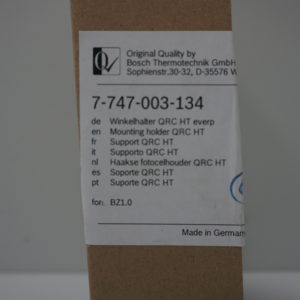 Original Quality by
Bosch Thermotechnik GmbH
Sophienstr.30-32, D-35576 W
7-747-003-134
de Winkelhalter QRC HT everp
en Mounting holder QRC HT
fr Support QRC HT
it Supporto QRC HT
nl Haakse fotocelhouder QRC HT
es Soporte QRC HT
pt Suporte QRC HT
for: BZ1.0
Made in German